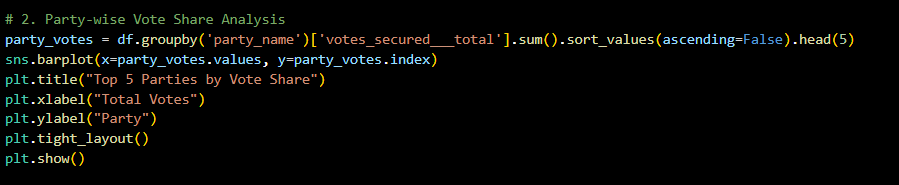 # 2. Party-wise Vote Share Analysis
party_votes = df.groupby('party_name')['votes_secured___total'].sum().sort_values(ascending=False).head(5)
sns.barplot(x=party_votes.values, y=party_votes.index)
plt.title("Top 5 Parties by Vote Share")
plt.xlabel("Total Votes")
plt.ylabel("Party")
plt.tight_layout()
plt.show()